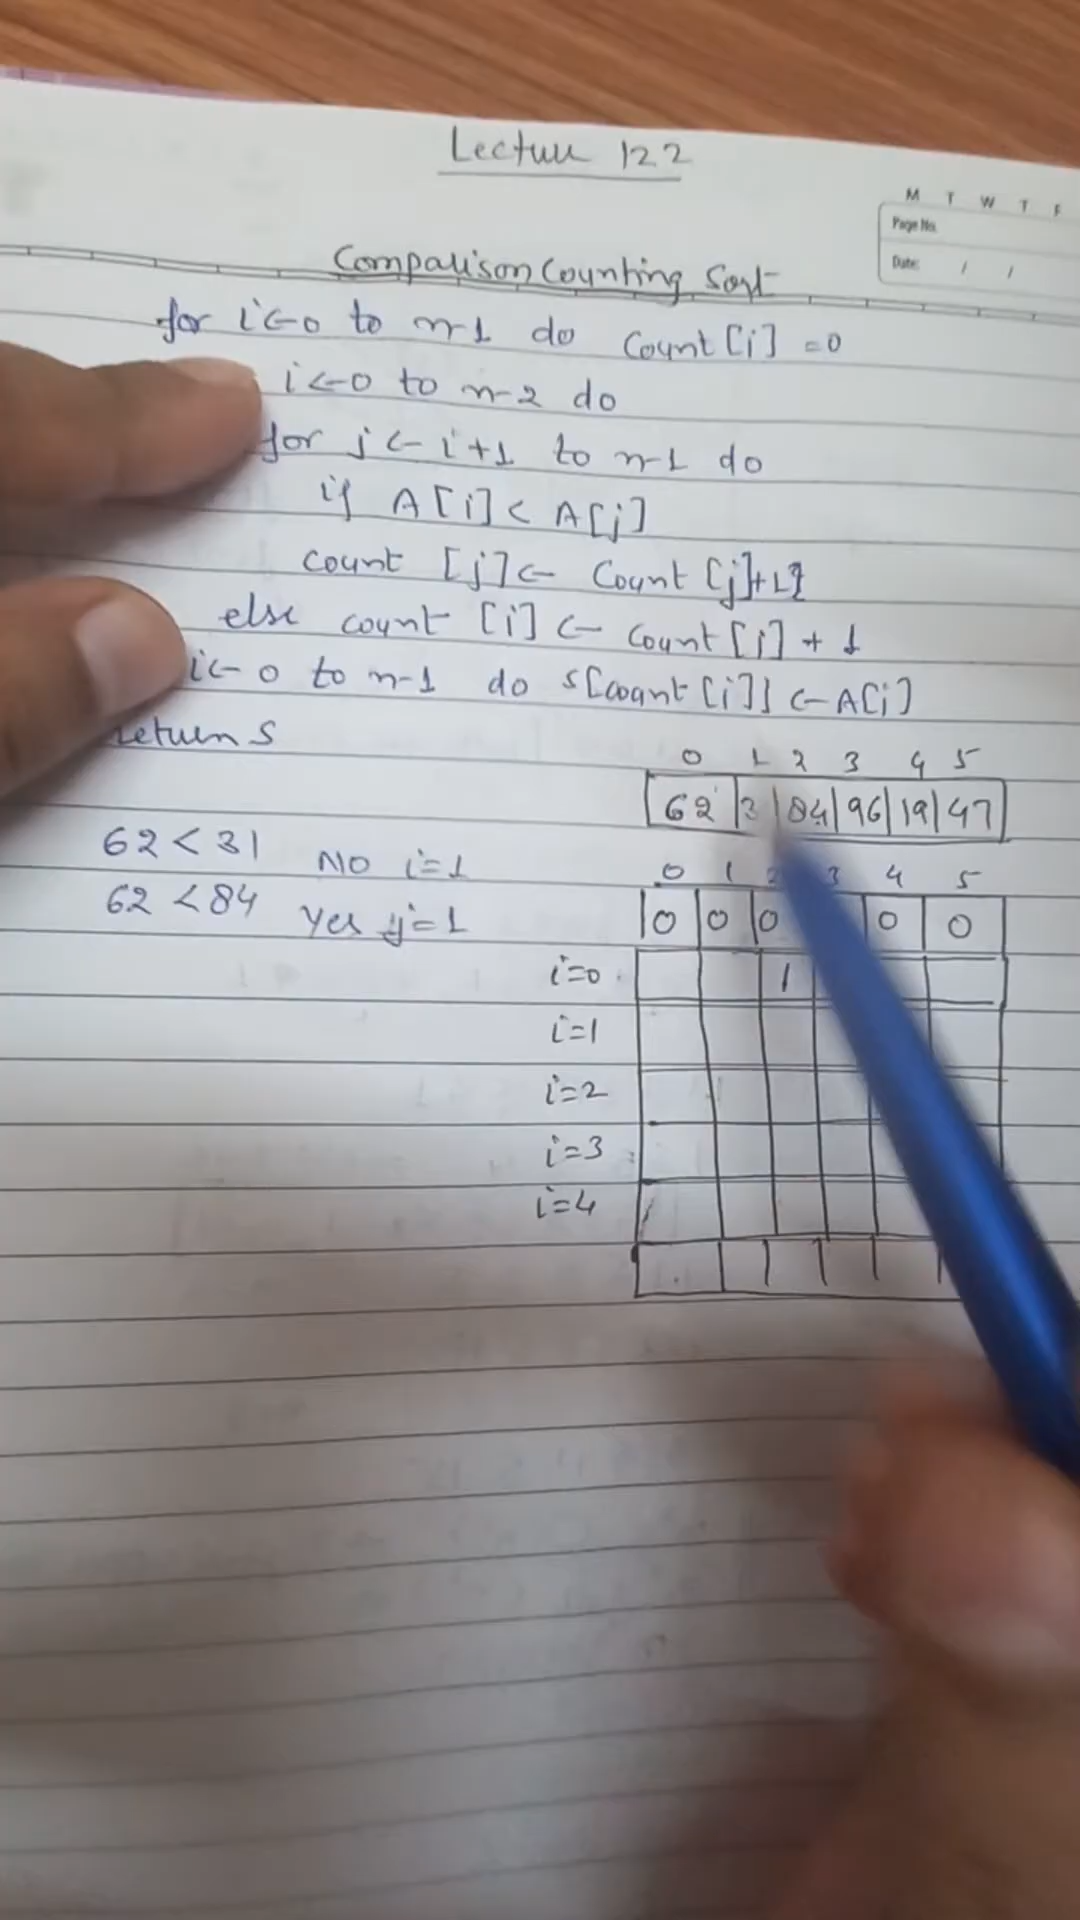 Lecture 122
M T W T F
Page No.
Date: / /
Comparison Counting Sort
for i ← 0 to n-1 do Count[i] = 0
i ← 0 to n-2 do
for j ← i+1 to n-1 do
if A[i] < A[j]
count [j] ← Count [j]+1}
else count [i] ← count[i] + 1
i ← 0 to n-1 do S[count [i]] ← A[i]
return S
0 1 2 3 4 5
62 3 84 96 19 47
62 < 31 NO i=1
0 1 2 3 4 5
62 < 84 Yes j=1
0 0 0 0 0
i=0 1
i=1
i=2
i=3
i=4